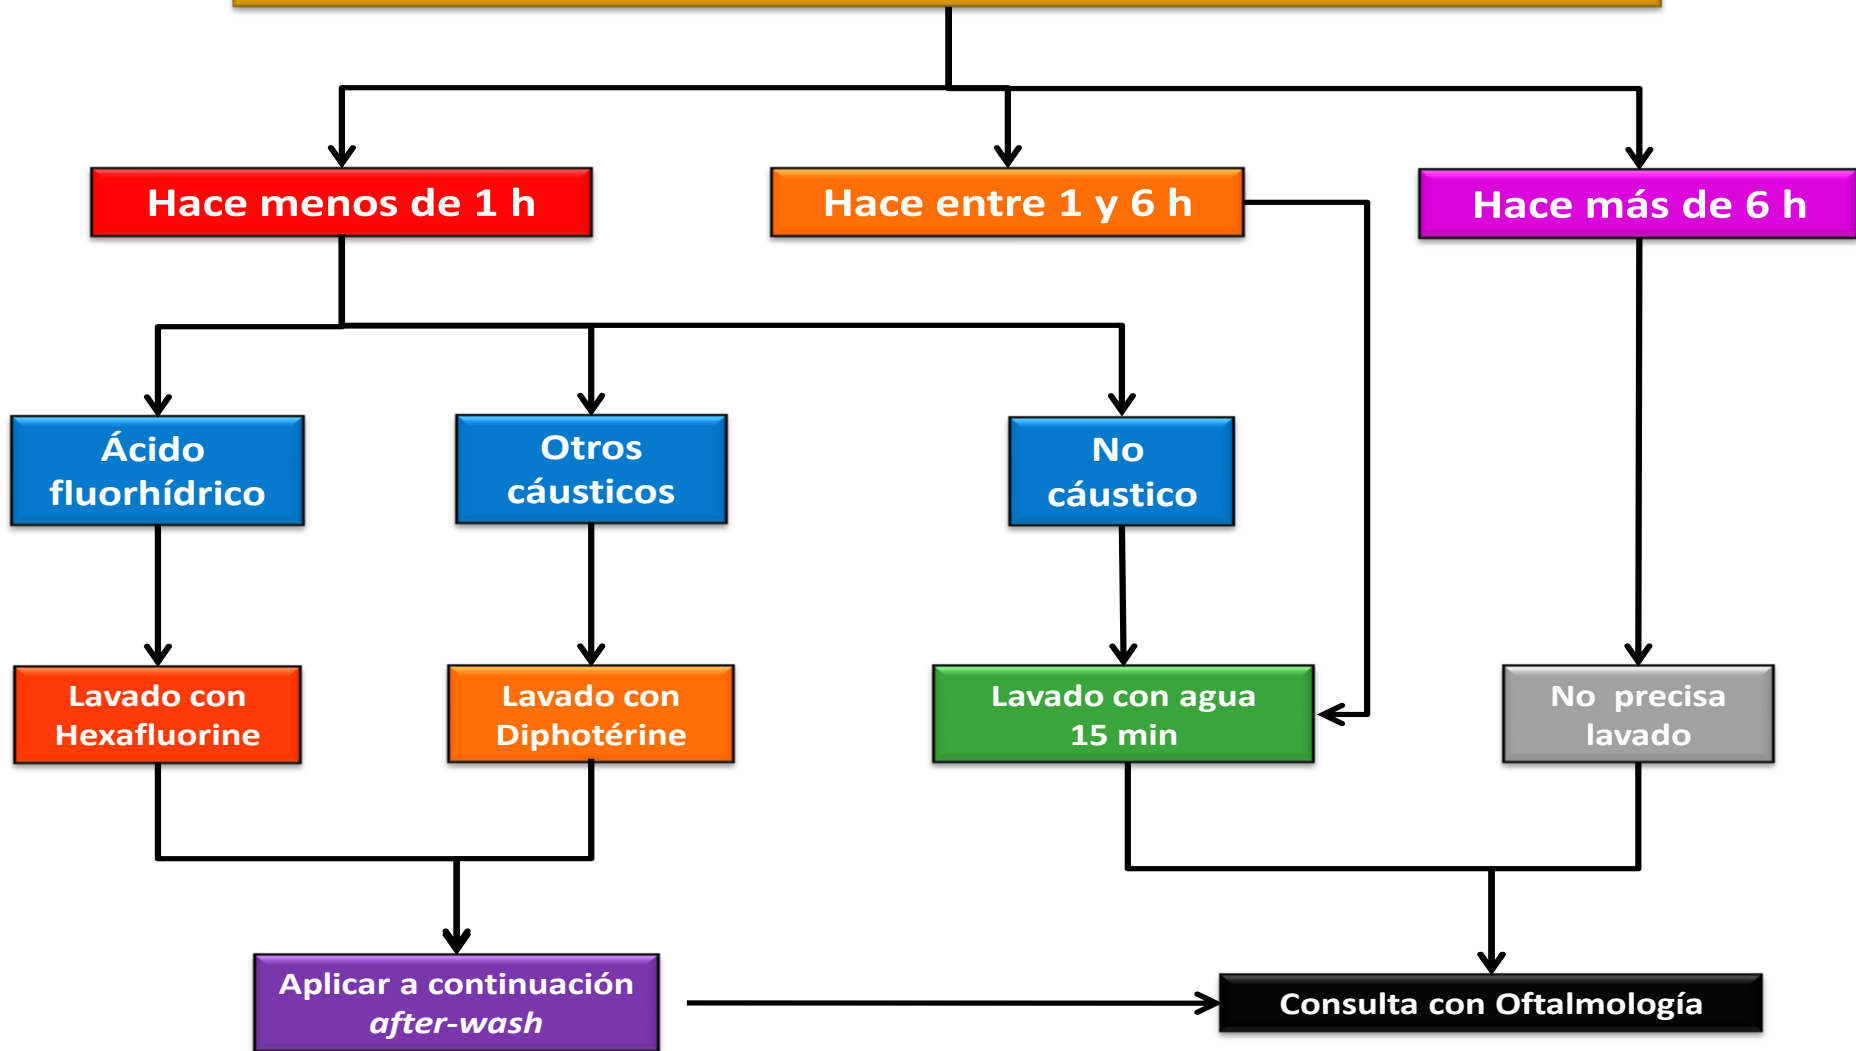 Hace menos de 1 h
Hace entre 1 y 6 h
Hace más de 6 h
Ácido
fluorhídrico
Otros
cáusticos
No
cáustico
Lavado con
Hexafluorine
Lavado con
Diphotérine
Lavado con agua
15 min
No precisa
lavado
Aplicar a continuación
after-wash
Consulta con Oftalmología